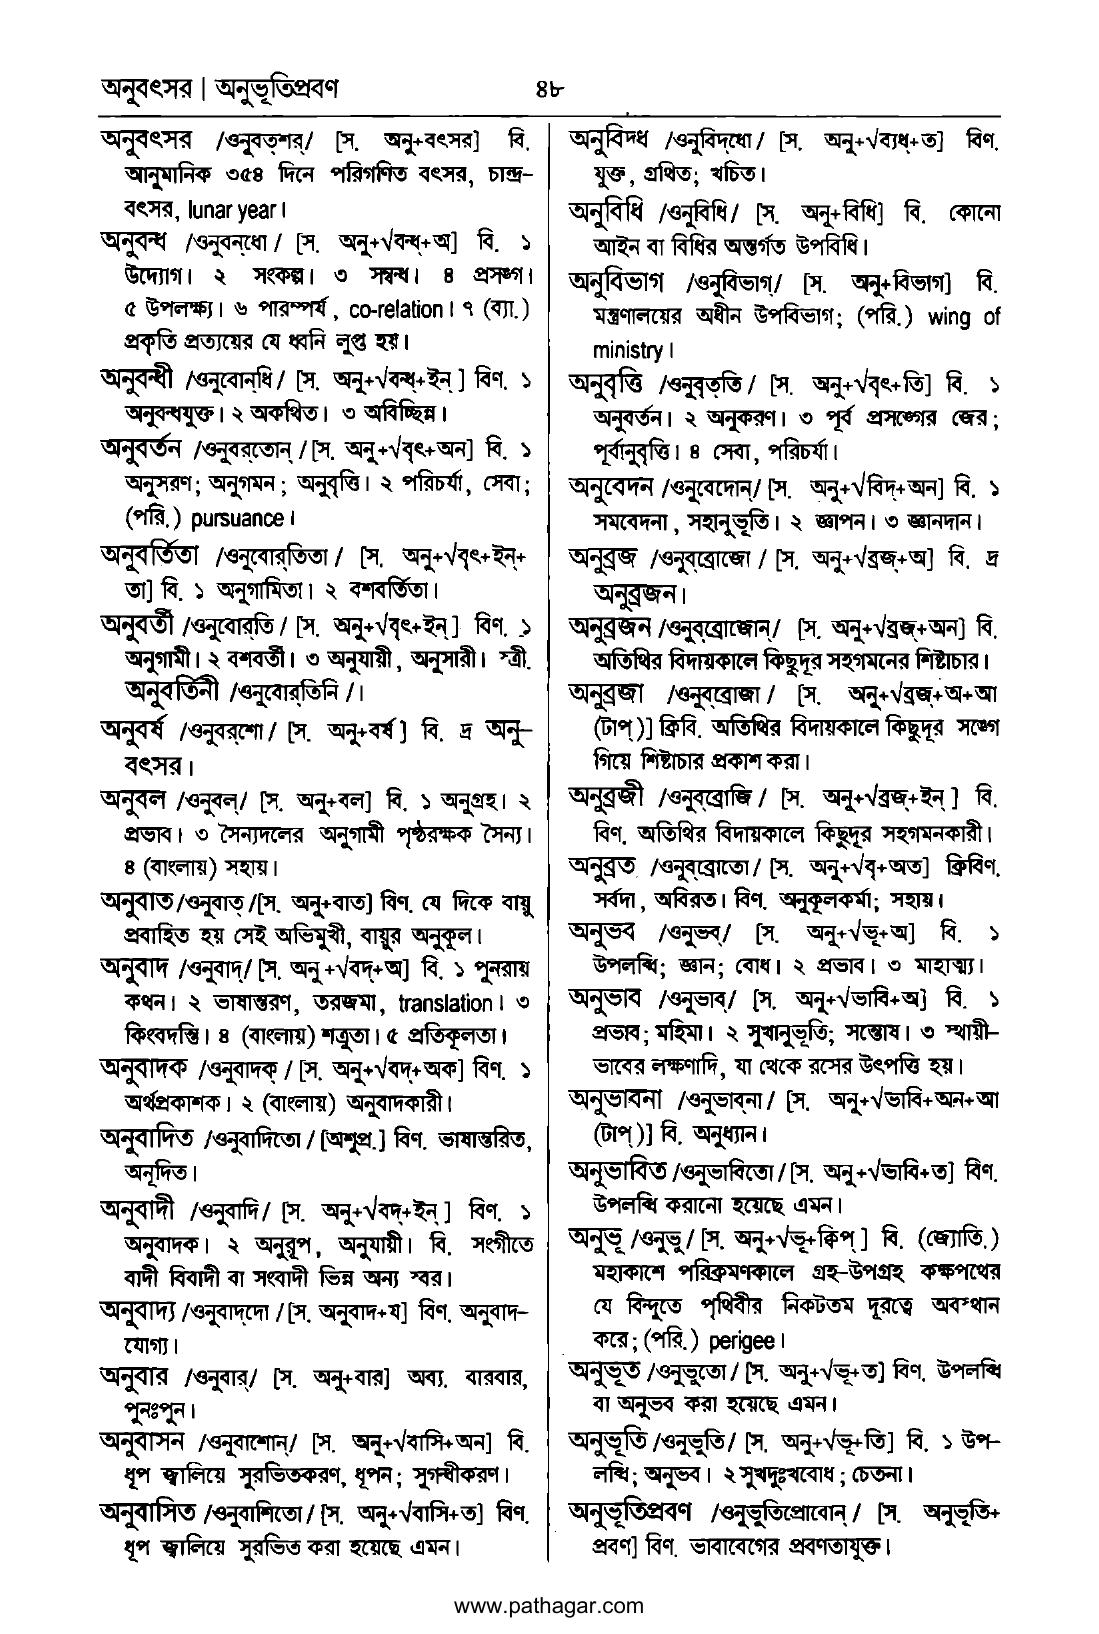 অনুবৎসর | অনুভূতিপ্রবণ
৪৮
অনুবৎসর /ওনুবত্‌শর্/ [স. অনু+বৎসর] বি.
আনুমানিক ৩৫৪ দিনে পরিগণিত বৎসর, চান্দ্র–
বৎসর, lunar year।
অনুবন্ধ /ওনুবন্‌ধো/ [স. অনু+√বন্ধ্+অ] বি. ১
উদ্যোগ। ২ সংকল্প। ৩ সম্বন্ধ। ৪ প্রসঙ্গ।
৫ উপলক্ষ্য। ৬ পারম্পর্য, co-relation। ৭ (ব্যা.)
প্রকৃতি প্রত্যয়ের যে ধ্বনি লুপ্ত হয়।
অনুবন্ধী /ওনুবোন্‌ধি/ [স. অনু+√বন্ধ্+ইন্] বিণ. ১
অনুবন্ধযুক্ত। ২ অকথিত। ৩ অবিচ্ছিন্ন।
অনুবর্তন /ওনুবর্‌তোন্/ [স. অনু+√বৃৎ+অন] বি. ১
অনুসরণ; অনুগমন; অনুবৃত্তি। ২ পরিচর্যা, সেবা;
(পরি.) pursuance।
অনুবর্তিতা /ওনুবোর্‌তিতা/ [স. অনু+√বৃৎ+ইন্+
তা] বি. ১ অনুগামিতা। ২ বশবর্তিতা।
অনুবর্তী /ওনুবোর্‌তি/ [স. অনু+√বৃৎ+ইন্] বিণ. ১
অনুগামী। ২ বশবর্তী। ৩ অনুযায়ী, অনুসারী। স্ত্রী.
অনুবর্তিনী /ওনুবোর্‌তিনি/।
অনুবর্ষ /ওনুবর্‌শো/ [স. অনু+বর্ষ] বি. দ্র অনু–
বৎসর।
অনুবল /ওনুবল্/ [স. অনু+বল] বি. ১ অনুগ্রহ। ২
প্রভাব। ৩ সৈন্যদলের অনুগামী পৃষ্ঠরক্ষক সৈন্য।
৪ (বাংলায়) সহায়।
অনুবাত /ওনুবাত্/ [স. অনু+বাত] বিণ. যে দিকে বায়ু
প্রবাহিত হয় সেই অভিমুখী, বায়ুর অনুকূল।
অনুবাদ /ওনুবাদ্/ [স. অনু+√বদ্+অ] বি. ১ পুনরায়
কথন। ২ ভাষান্তরণ, তরজমা, translation। ৩
কিংবদন্তি। ৪ (বাংলায়) শত্রুতা। ৫ প্রতিকূলতা।
অনুবাদক /ওনুবাদক্/ [স. অনু+√বদ্+অক] বিণ. ১
অর্থপ্রকাশক। ২ (বাংলায়) অনুবাদকারী।
অনুবাদিত /ওনুবাদিতো/ [অশুপ্র.] বিণ. ভাষান্তরিত,
অনূদিত।
অনুবাদী /ওনুবাদি/ [স. অনু+√বদ্+ইন্] বিণ. ১
অনুবাদক। ২ অনুরূপ, অনুযায়ী। বি. সংগীতে
বাদী বিবাদী বা সংবাদী ভিন্ন অন্য স্বর।
অনুবাদ্য /ওনুবাদ্‌দো/ [স. অনুবাদ+য] বিণ. অনুবাদ–
যোগ্য।
অনুবার /ওনুবার্/ [স. অনু+বার] অব্য. বারবার,
পুনঃপুন।
অনুবাসন /ওনুবাশোন্/ [স. অনু+√বাসি+অন] বি.
ধূপ জ্বালিয়ে সুরভিতকরণ, ধূপন; সুগন্ধীকরণ।
অনুবাসিত /ওনুবাশিতো/ [স. অনু+√বাসি+ত] বিণ.
ধূপ জ্বালিয়ে সুরভিত করা হয়েছে এমন।
অনুবিদ্ধ /ওনুবিদ্‌ধো/ [স. অনু+√ব্যধ্+ত] বিণ.
যুক্ত, গ্রথিত; খচিত।
অনুবিধি /ওনুবিধি/ [স. অনু+বিধি] বি. কোনো
আইন বা বিধির অন্তর্গত উপবিধি।
অনুবিভাগ /ওনুবিভাগ্/ [স. অনু+বিভাগ] বি.
মন্ত্রণালয়ের অধীন উপবিভাগ; (পরি.) wing of
ministry।
অনুবৃত্তি /ওনুবৃত্‌তি/ [স. অনু+√বৃৎ+তি] বি. ১
অনুবর্তন। ২ অনুকরণ। ৩ পূর্ব প্রসঙ্গের জের;
পূর্বানুবৃত্তি। ৪ সেবা, পরিচর্যা।
অনুবেদন /ওনুবেদোন্/ [স. অনু+√বিদ্+অন] বি. ১
সমবেদনা, সহানুভূতি। ২ জ্ঞাপন। ৩ জ্ঞানদান।
অনুব্রজ /ওনুব্‌ব্রোজো/ [স. অনু+√ব্রজ্+অ] বি. দ্র
অনুব্রজন।
অনুব্রজন /ওনুব্‌ব্রোজোন্/ [স. অনু+√ব্রজ্+অন] বি.
অতিথির বিদায়কালে কিছুদূর সহগমনের শিষ্টাচার।
অনুব্রজা /ওনুব্‌ব্রোজা/ [স. অনু+√ব্রজ্+অ+আ
(টাপ্)] ক্রিবি. অতিথির বিদায়কালে কিছুদূর সঙ্গে
গিয়ে শিষ্টাচার প্রকাশ করা।
অনুব্রজী /ওনুব্‌ব্রোজি/ [স. অনু+√ব্রজ্+ইন্] বি.
বিণ. অতিথির বিদায়কালে কিছুদূর সহগমনকারী।
অনুব্রত /ওনুব্‌ব্রোতো/ [স. অনু+√বৃ+অত] ক্রিবিণ.
সর্বদা, অবিরত। বিণ. অনুকূলকর্মা; সহায়।
অনুভব /ওনুভব্/ [স. অনু+√ভূ+অ] বি. ১
উপলব্ধি; জ্ঞান; বোধ। ২ প্রভাব। ৩ মাহাত্ম্য।
অনুভাব /ওনুভাব্/ [স. অনু+√ভাবি+অ] বি. ১
প্রভাব; মহিমা। ২ সুখানুভূতি; সন্তোষ। ৩ স্থায়ী–
ভাবের লক্ষণাদি, যা থেকে রসের উৎপত্তি হয়।
অনুভাবনা /ওনুভাব্‌না/ [স. অনু+√ভাবি+অন+আ
(টাপ্)] বি. অনুধ্যান।
অনুভাবিত /ওনুভাবিতো/ [স. অনু+√ভাবি+ত] বিণ.
উপলব্ধি করানো হয়েছে এমন।
অনুভূ /ওনুভু/ [স. অনু+√ভূ+ক্বিপ্] বি. (জ্যোতি.)
মহাকাশে পরিক্রমণকালে গ্রহ-উপগ্রহ কক্ষপথের
যে বিন্দুতে পৃথিবীর নিকটতম দূরত্বে অবস্থান
করে; (পরি.) perigee।
অনুভূত /ওনুভুতো/ [স. অনু+√ভূ+ত] বিণ. উপলব্ধি
বা অনুভব করা হয়েছে এমন।
অনুভূতি /ওনুভুতি/ [স. অনু+√ভূ+তি] বি. ১ উপ–
লব্ধি; অনুভব। ২ সুখদুঃখবোধ; চেতনা।
অনুভূতিপ্রবণ /ওনুভুতিপ্রোবোন্/ [স. অনুভূতি+
প্রবণ] বিণ. ভাবাবেগের প্রবণতাযুক্ত।
www.pathagar.com